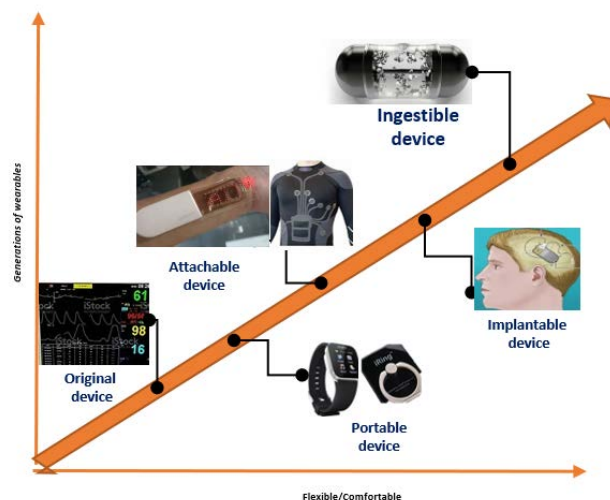 Generations of wearables
Ingestible
device
Attachable
device
iStock
61
98
16
iStock
Original
device
iRing
Portable
device
Implantable
device
Flexible/Comfortable